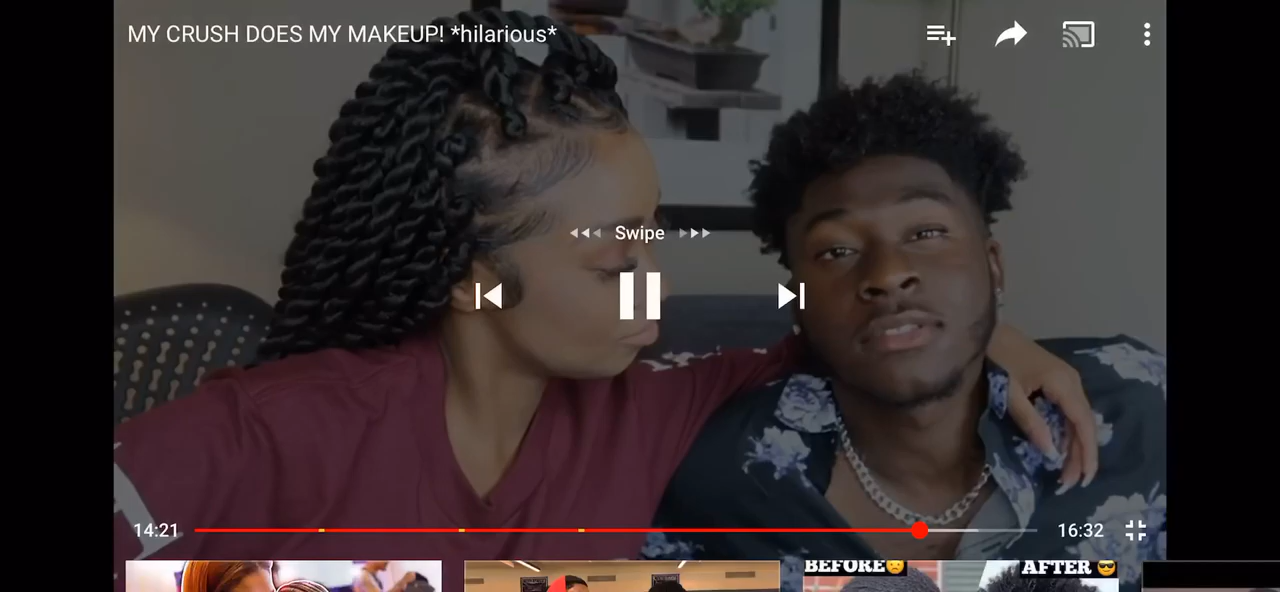 MY CRUSH DOES MY MAKEUP! *hilarious*
Swipe
14:21
16:32
BEFORE😟
AFTER 😎